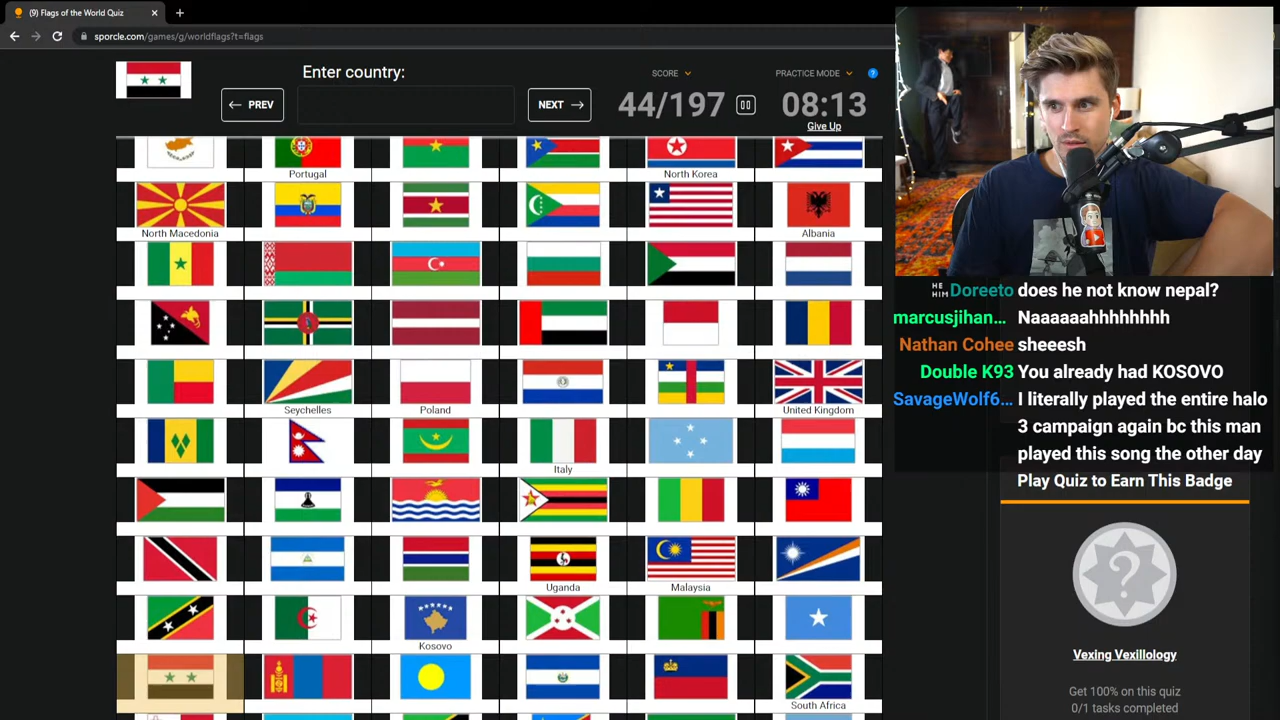 (9) Flags of the World Quiz
sporcle.com/games/g/worldflags?t=flags
Enter country:
PREV
NEXT
SCORE
44/197
PRACTICE MODE
08:13
Give Up
?
Portugal
North Korea
North Macedonia
Albania
Seychelles
Poland
United Kingdom
Italy
Uganda
Malaysia
Kosovo
South Africa
HE HIM Doreeto does he not know nepal?
marcusjihan… Naaaaaahhhhhhhh
Nathan Cohee sheeesh
Double K93 You already had KOSOVO
SavageWolf6… I literally played the entire halo
3 campaign again bc this man
played this song the other day
Play Quiz to Earn This Badge
?
Vexing Vexillology
Get 100% on this quiz
0/1 tasks completed